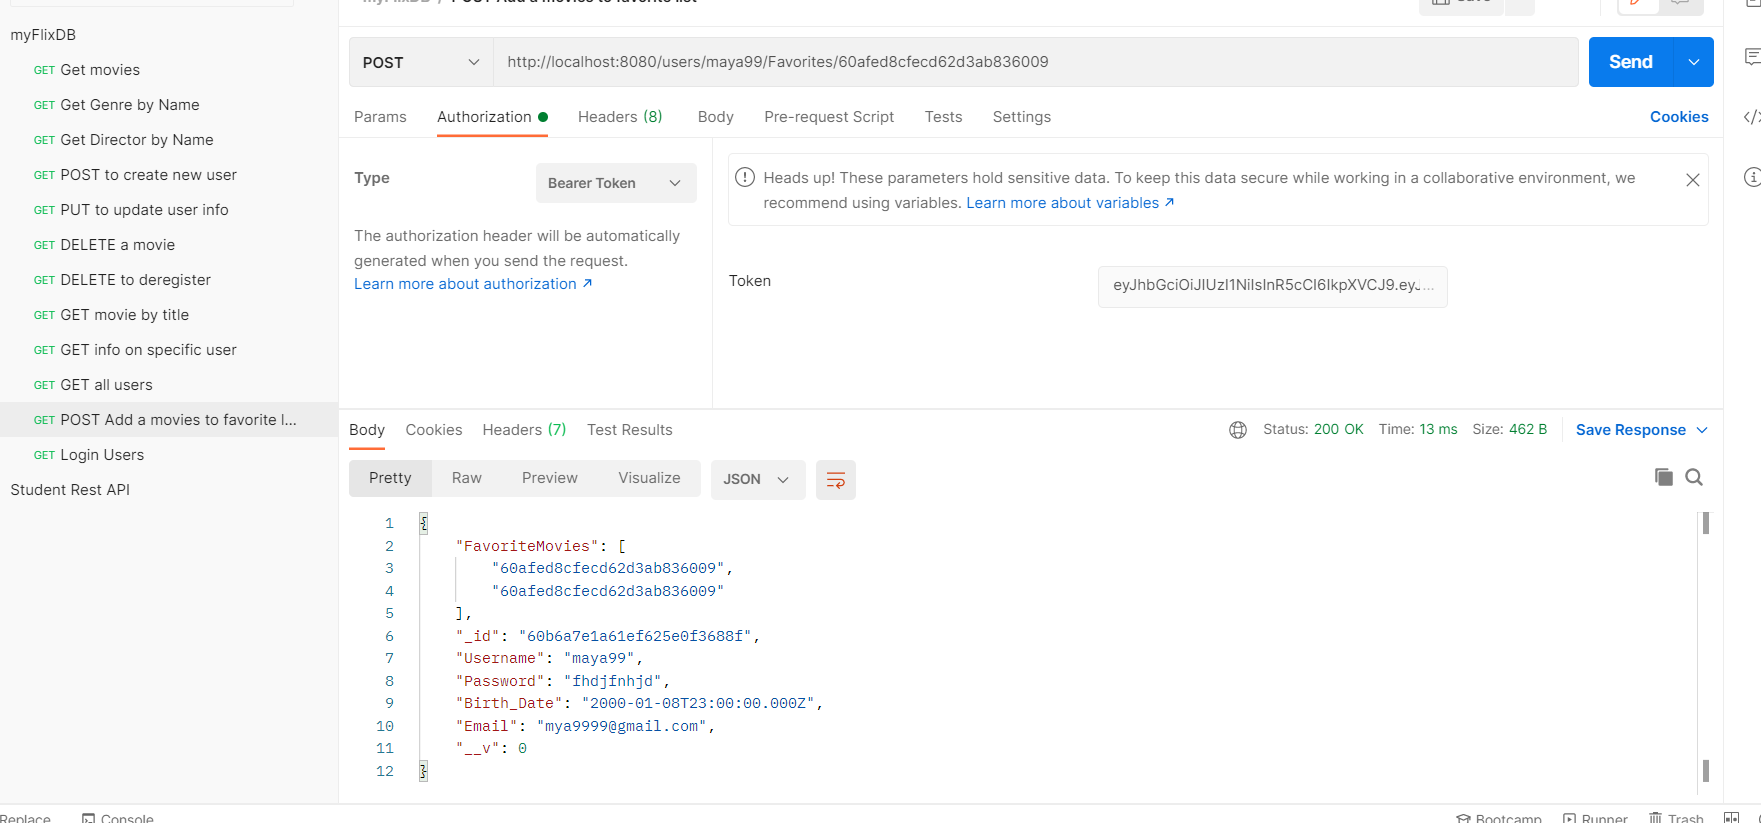 myFlixDB / POST Add a movies to favorite list
Save
myFlixDB
GET Get movies
GET Get Genre by Name
GET Get Director by Name
GET POST to create new user
GET PUT to update user info
GET DELETE a movie
GET DELETE to deregister
GET GET movie by title
GET GET info on specific user
GET GET all users
GET POST Add a movies to favorite l...
GET Login Users
Student Rest API
POST
http://localhost:8080/users/maya99/Favorites/60afed8cfecd62d3ab836009
Send
Params Authorization Headers (8) Body Pre-request Script Tests Settings
Cookies
Type
Bearer Token
The authorization header will be automatically
generated when you send the request.
Learn more about authorization ↗
Heads up! These parameters hold sensitive data. To keep this data secure while working in a collaborative environment, we
recommend using variables. Learn more about variables ↗
Token
eyJhbGciOiJIUzI1NiIsInR5cCI6IkpXVCJ9.eyJ...
Body Cookies Headers (7) Test Results
Status: 200 OK Time: 13 ms Size: 462 B
Save Response
Pretty Raw Preview Visualize
JSON
1 {
2 "FavoriteMovies": [
3 "60afed8cfecd62d3ab836009",
4 "60afed8cfecd62d3ab836009"
5 ],
6 "_id": "60b6a7e1a61ef625e0f3688f",
7 "Username": "maya99",
8 "Password": "fhdjfnhjd",
9 "Birth_Date": "2000-01-08T23:00:00.000Z",
10 "Email": "mya9999@gmail.com",
11 "__v": 0
12 }
Replace Console
Bootcamp Runner Trash